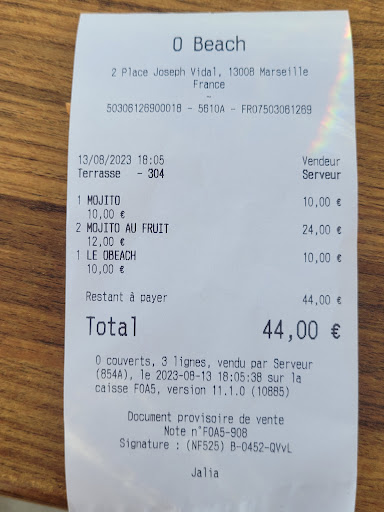 O Beach
2 Place Joseph Vidal, 13008 Marseille
France
-
50306126900018 - 5610A - FR07503061269
13/08/2023 18:05 Vendeur
Terrasse - 304 Serveur
1 MOJITO 10,00 €
10,00 €
2 MOJITO AU FRUIT 24,00 €
12,00 €
1 LE OBEACH 10,00 €
10,00 €
Restant à payer 44,00 €
Total 44,00 €
0 couverts, 3 lignes, vendu par Serveur
(854A), le 2023-08-13 18:05:38 sur la
caisse F0A5, version 11.1.0 (10885)
Document provisoire de vente
Note n°F0A5-908
Signature : (NF525) B-0452-QVvL
Jalia